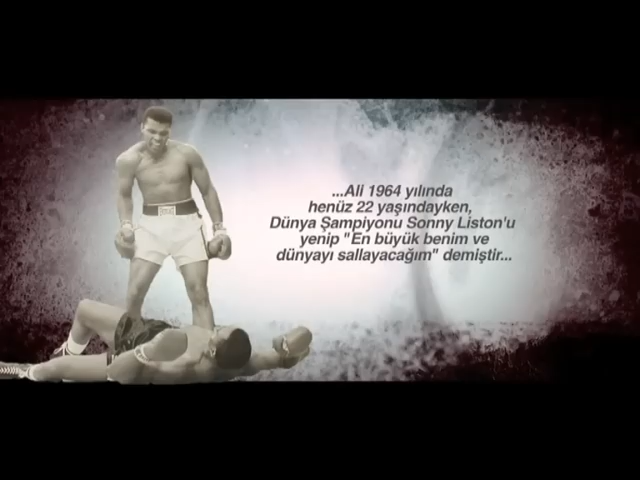 ...Ali 1964 yılında
henüz 22 yaşındayken,
Dünya Şampiyonu Sonny Liston'u
yenip "En büyük benim ve
dünyayı sallayacağım" demiştir...